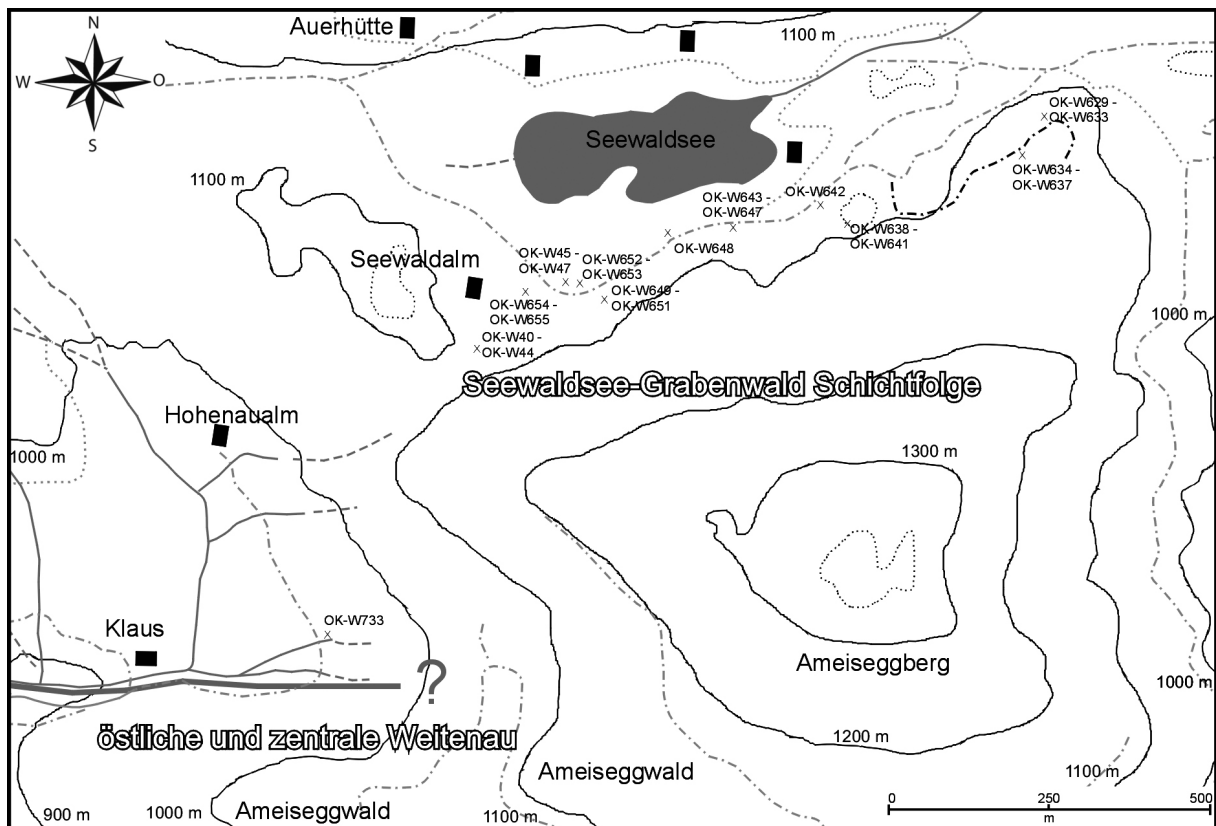 Auerhütte
1100 m
N
W
O
S
Seewaldsee
OK-W629 -
OK-W633
OK-W634 -
OK-W637
1100 m
OK-W643 -
OK-W647
OK-W642
OK-W638 -
OK-W641
OK-W648
Seewaldalm
OK-W45 -
OK-W47
OK-W652 -
OK-W653
OK-W649 -
OK-W651
OK-W654 -
OK-W655
OK-W40 -
OK-W44
1000 m
Seewaldsee-Grabenwald Schichtfolge
Hohenaualm
1000 m
1300 m
OK-W733
Klaus
?
Ameiseggberg
1000 m
östliche und zentrale Weitenau
1200 m
Ameiseggwald
1100 m
900 m
1000 m
Ameiseggwald
1100 m
0
250
500
m